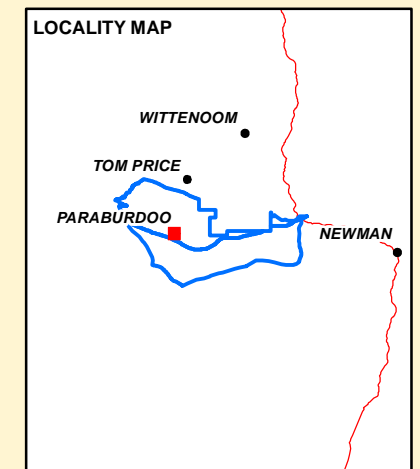 LOCALITY MAP
WITTENOOM
TOM PRICE
PARABURDOO
NEWMAN